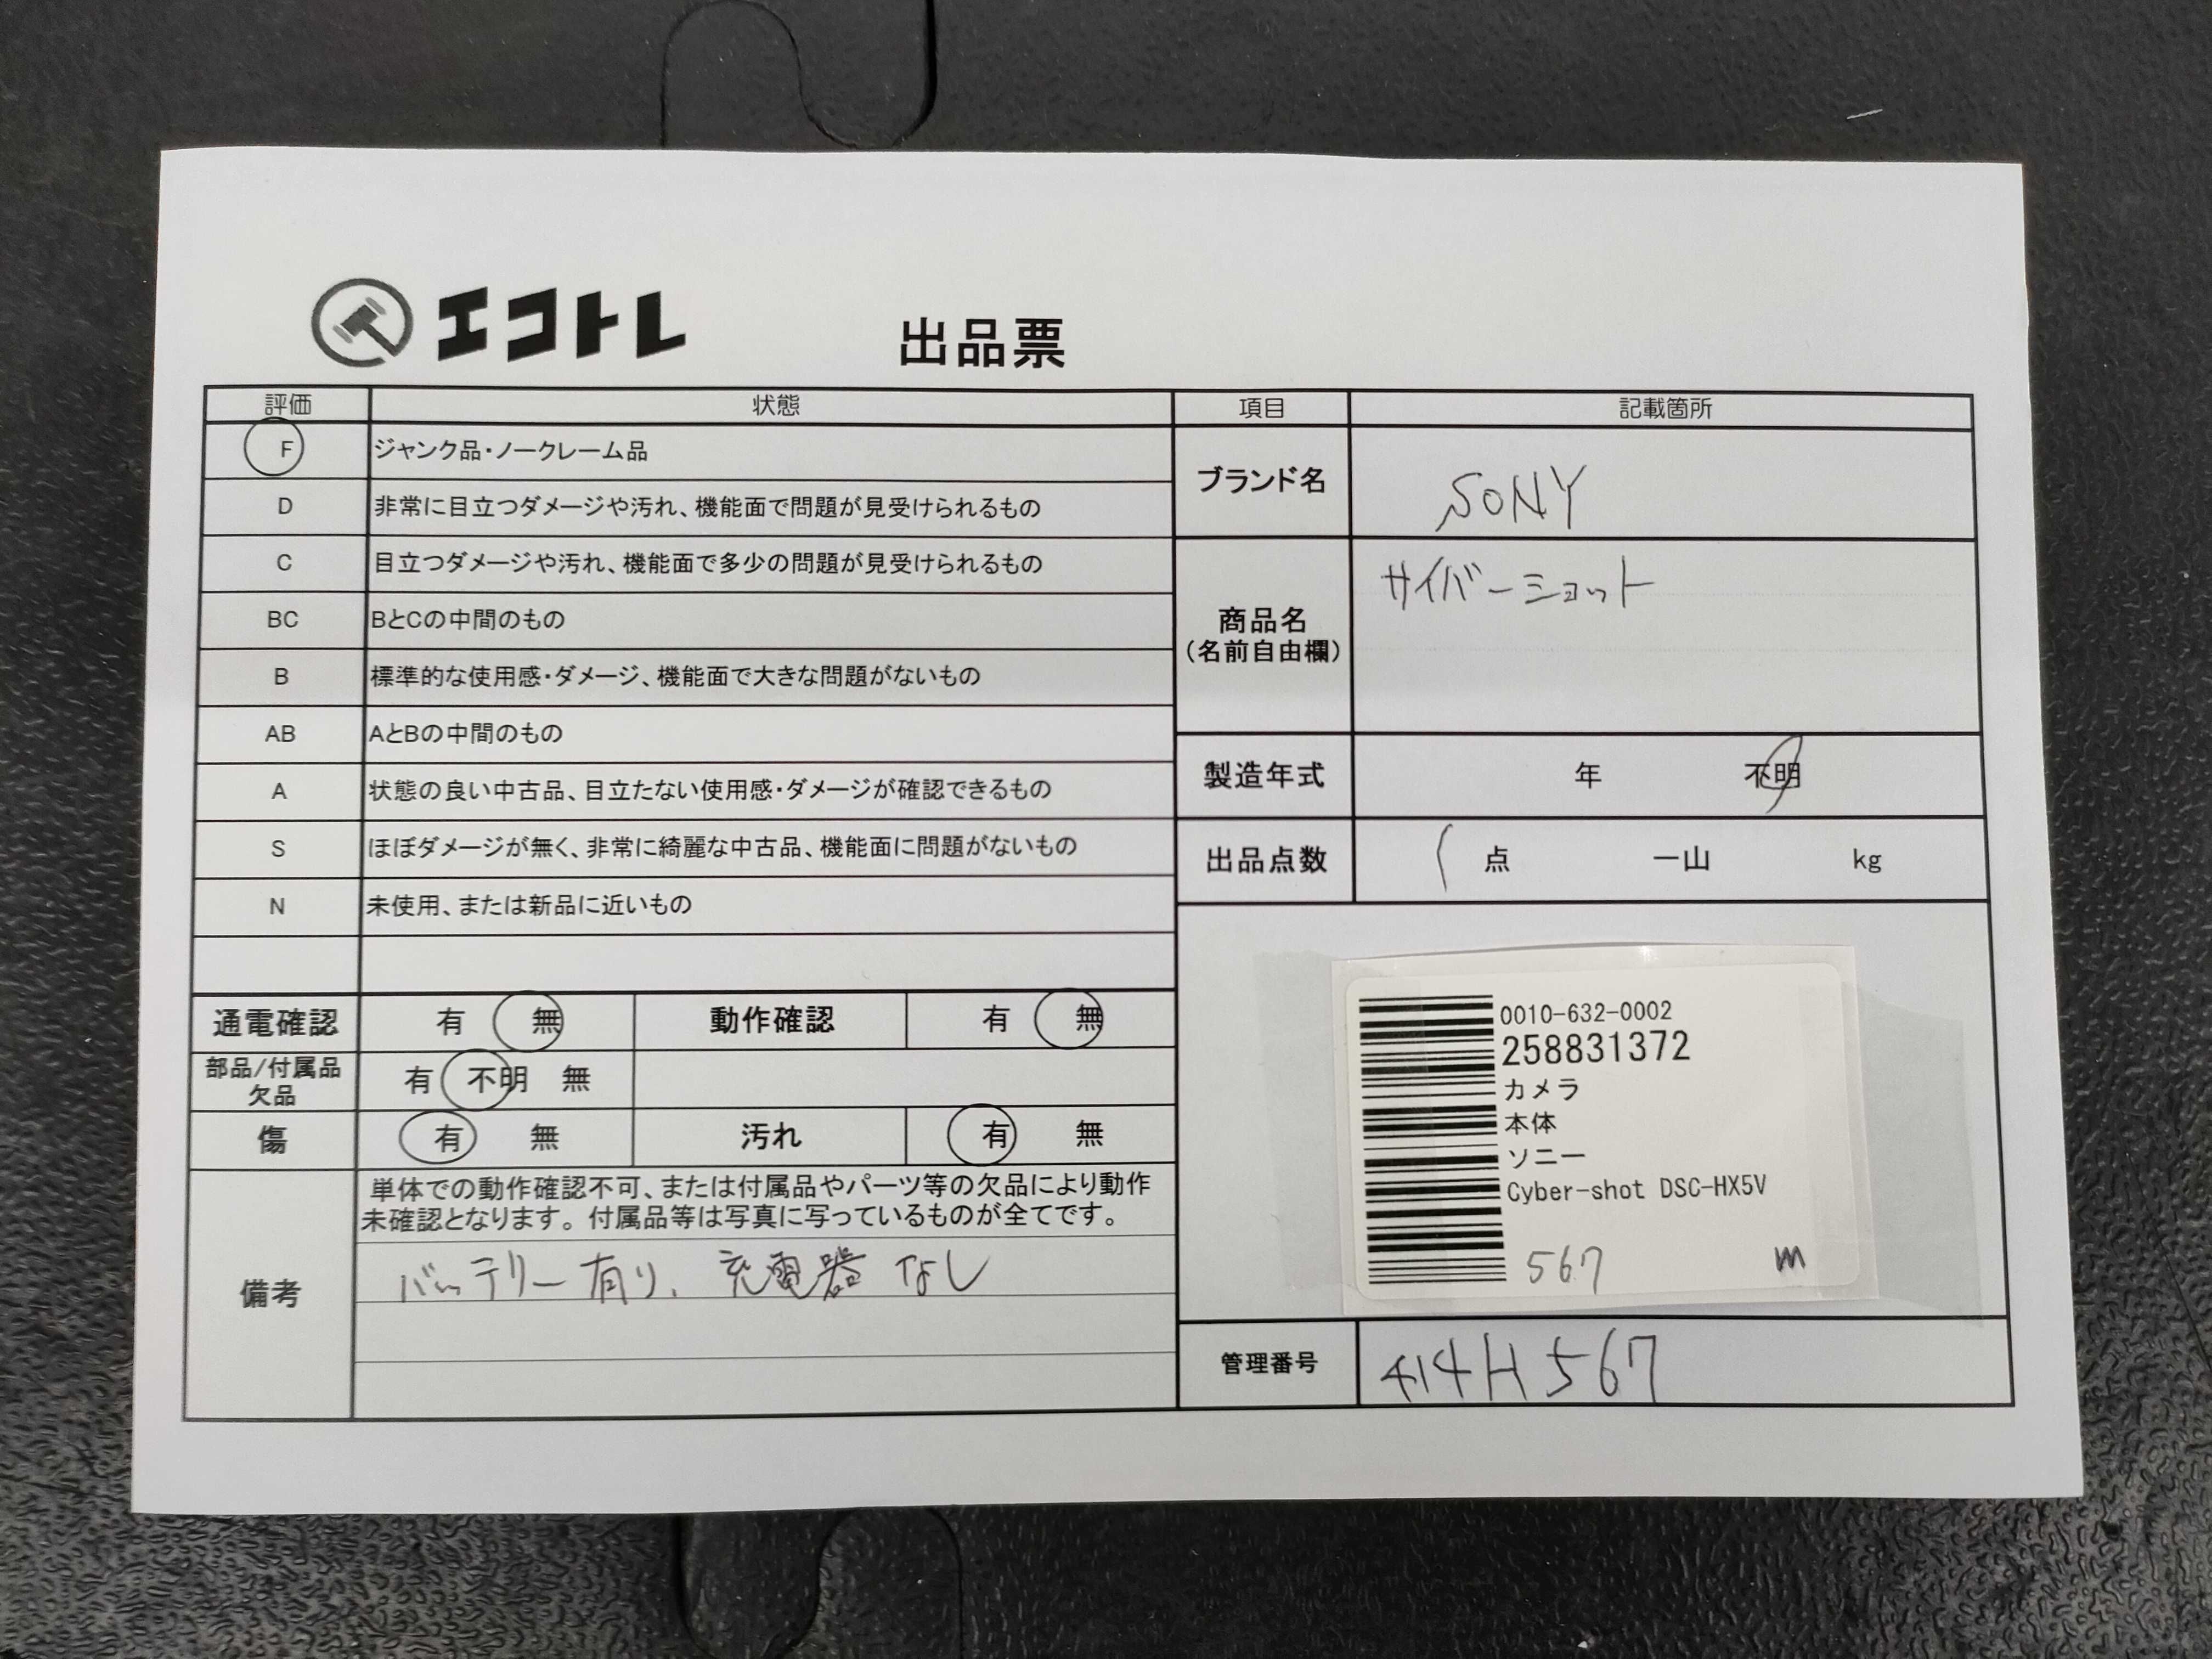 エコトレ
出品票
評価 状態
F ジャンク品・ノークレーム品
D 非常に目立つダメージや汚れ、機能面で問題が見受けられるもの
C 目立つダメージや汚れ、機能面で多少の問題が見受けられるもの
BC BとCの中間のもの
B 標準的な使用感・ダメージ、機能面で大きな問題がないもの
AB AとBの中間のもの
A 状態の良い中古品、目立たない使用感・ダメージが確認できるもの
S ほぼダメージが無く、非常に綺麗な中古品、機能面に問題がないもの
N 未使用、または新品に近いもの
通電確認 有 無 動作確認 有 無
部品/付属品 有 不明 無
欠品
傷 有 無 汚れ 有 無
備考
単体での動作確認不可、または付属品やパーツ等の欠品により動作
未確認となります。付属品等は写真に写っているものが全てです。
バッテリー有り、充電器なし
項目 記載箇所
ブランド名 SONY
商品名 サイバーショット
(名前自由欄)
製造年式 年 不明
出品点数 1 点 一山 kg
0010-632-0002
258831372
カメラ
本体
ソニー
Cyber-shot DSC-HX5V
567 m
管理番号 414H567